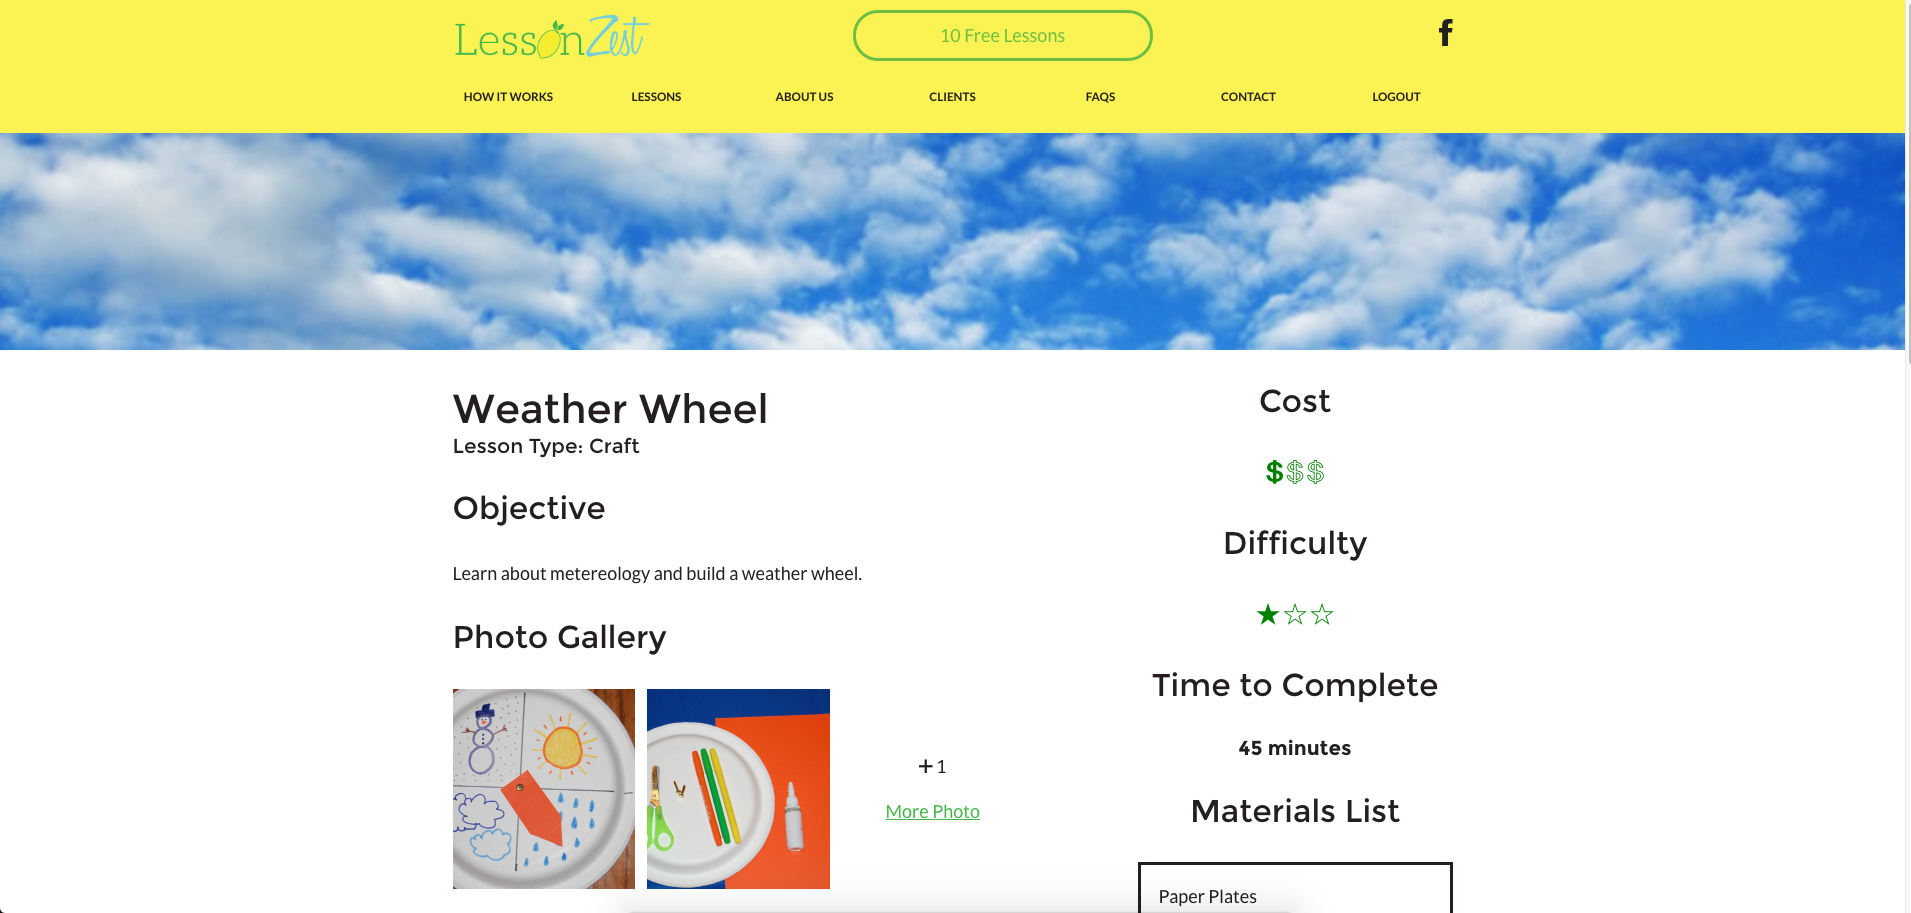 LessonZest
10 Free Lessons
HOW IT WORKS
LESSONS
ABOUT US
CLIENTS
FAQS
CONTACT
LOGOUT
Weather Wheel
Lesson Type: Craft
Objective
Learn about metereology and build a weather wheel.
Photo Gallery
+1
More Photo
Cost
$$$
Difficulty
★☆☆
Time to Complete
45 minutes
Materials List
Paper Plates